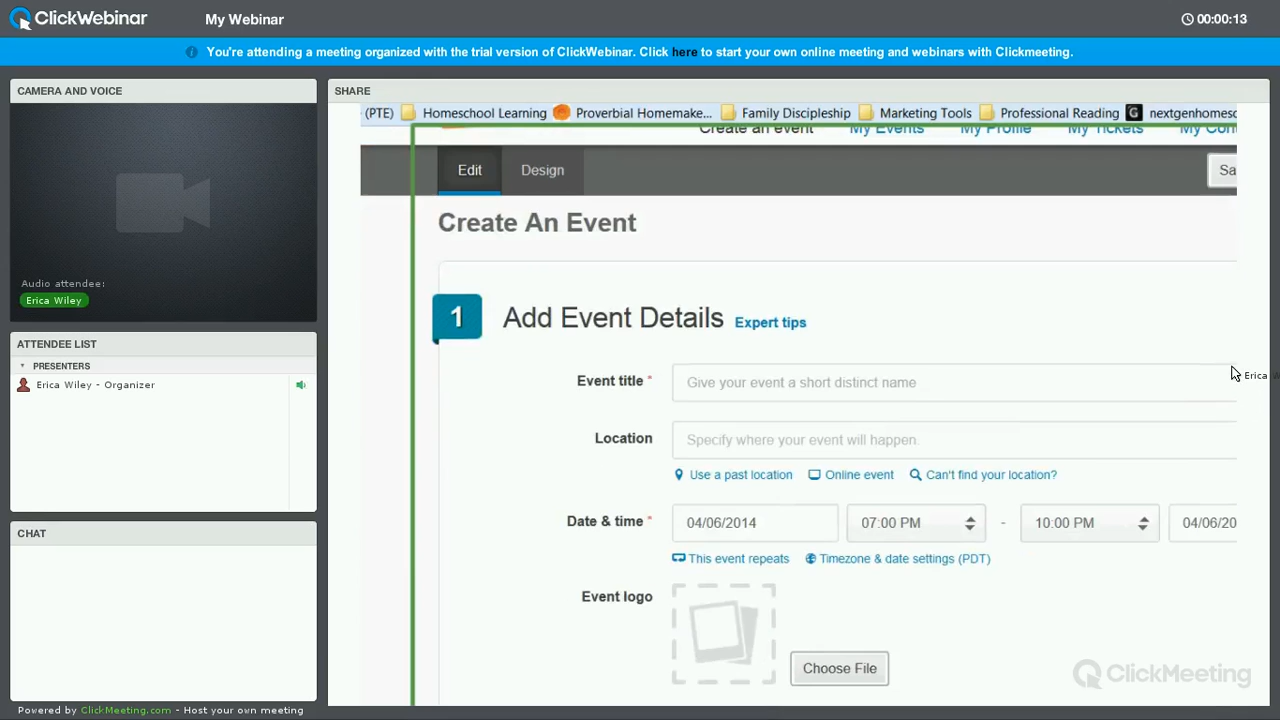 ClickWebinar My Webinar 00:00:13
You're attending a meeting organized with the trial version of ClickWebinar. Click here to start your own online meeting and webinars with Clickmeeting.
CAMERA AND VOICE
Audio attendee:
Erica Wiley
ATTENDEE LIST
PRESENTERS
Erica Wiley - Organizer
CHAT
Powered by ClickMeeting.com - Host your own meeting
SHARE
(PTE) Homeschool Learning Proverbial Homemake... Family Discipleship Marketing Tools Professional Reading nextgenhomesc
Create an event My Events My Profile My Tickets My Con
Edit Design Sa
Create An Event
1 Add Event Details Expert tips
Event title * Give your event a short distinct name
Erica
Location Specify where your event will happen.
Use a past location Online event Can't find your location?
Date & time * 04/06/2014 07:00 PM - 10:00 PM 04/06/20
This event repeats Timezone & date settings (PDT)
Event logo
Choose File
ClickMeeting